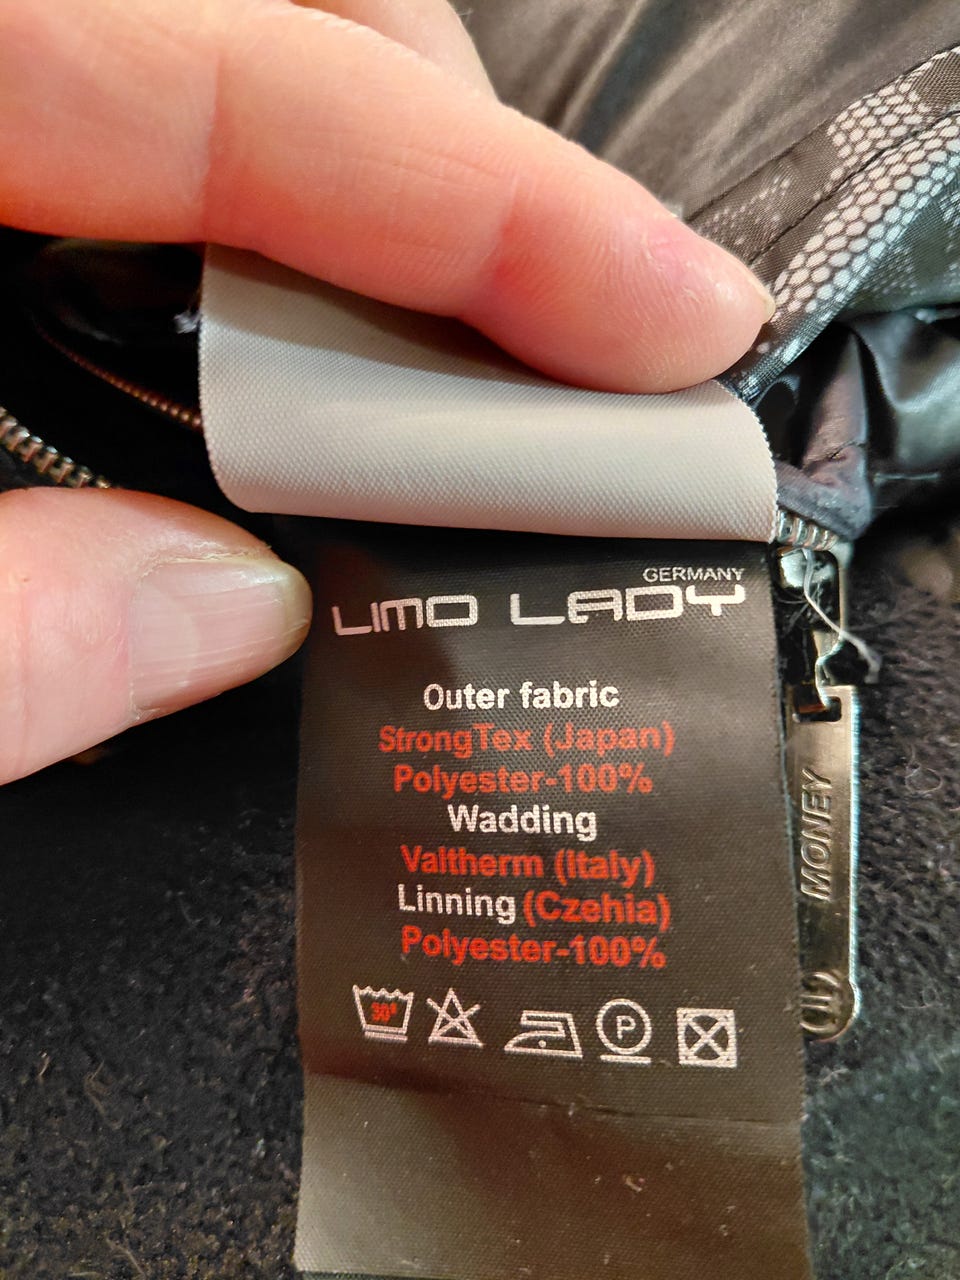 GERMANY
LIMO LADY
Outer fabric
StrongTex (Japan)
Polyester-100%
Wadding
Valtherm (Italy)
Linning (Czehia)
Polyester-100%
30°
P
MONEY